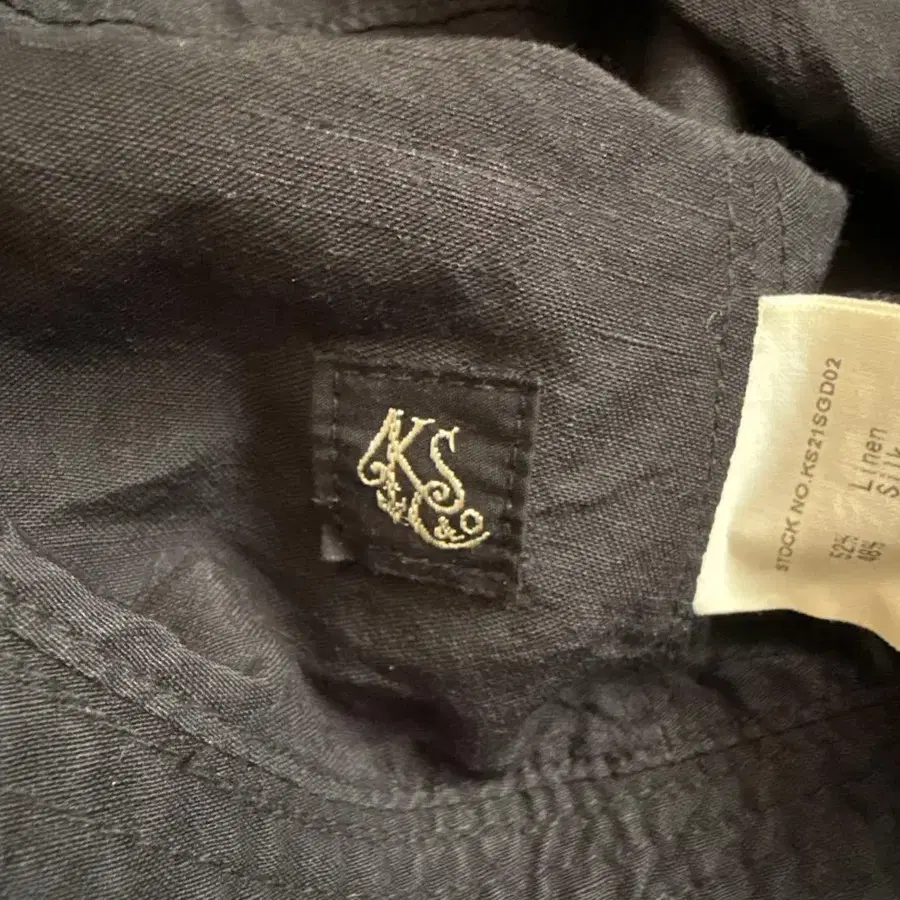 KS
& Co
STOCK NO.KS21SGD02
52% Linen
48% Silk